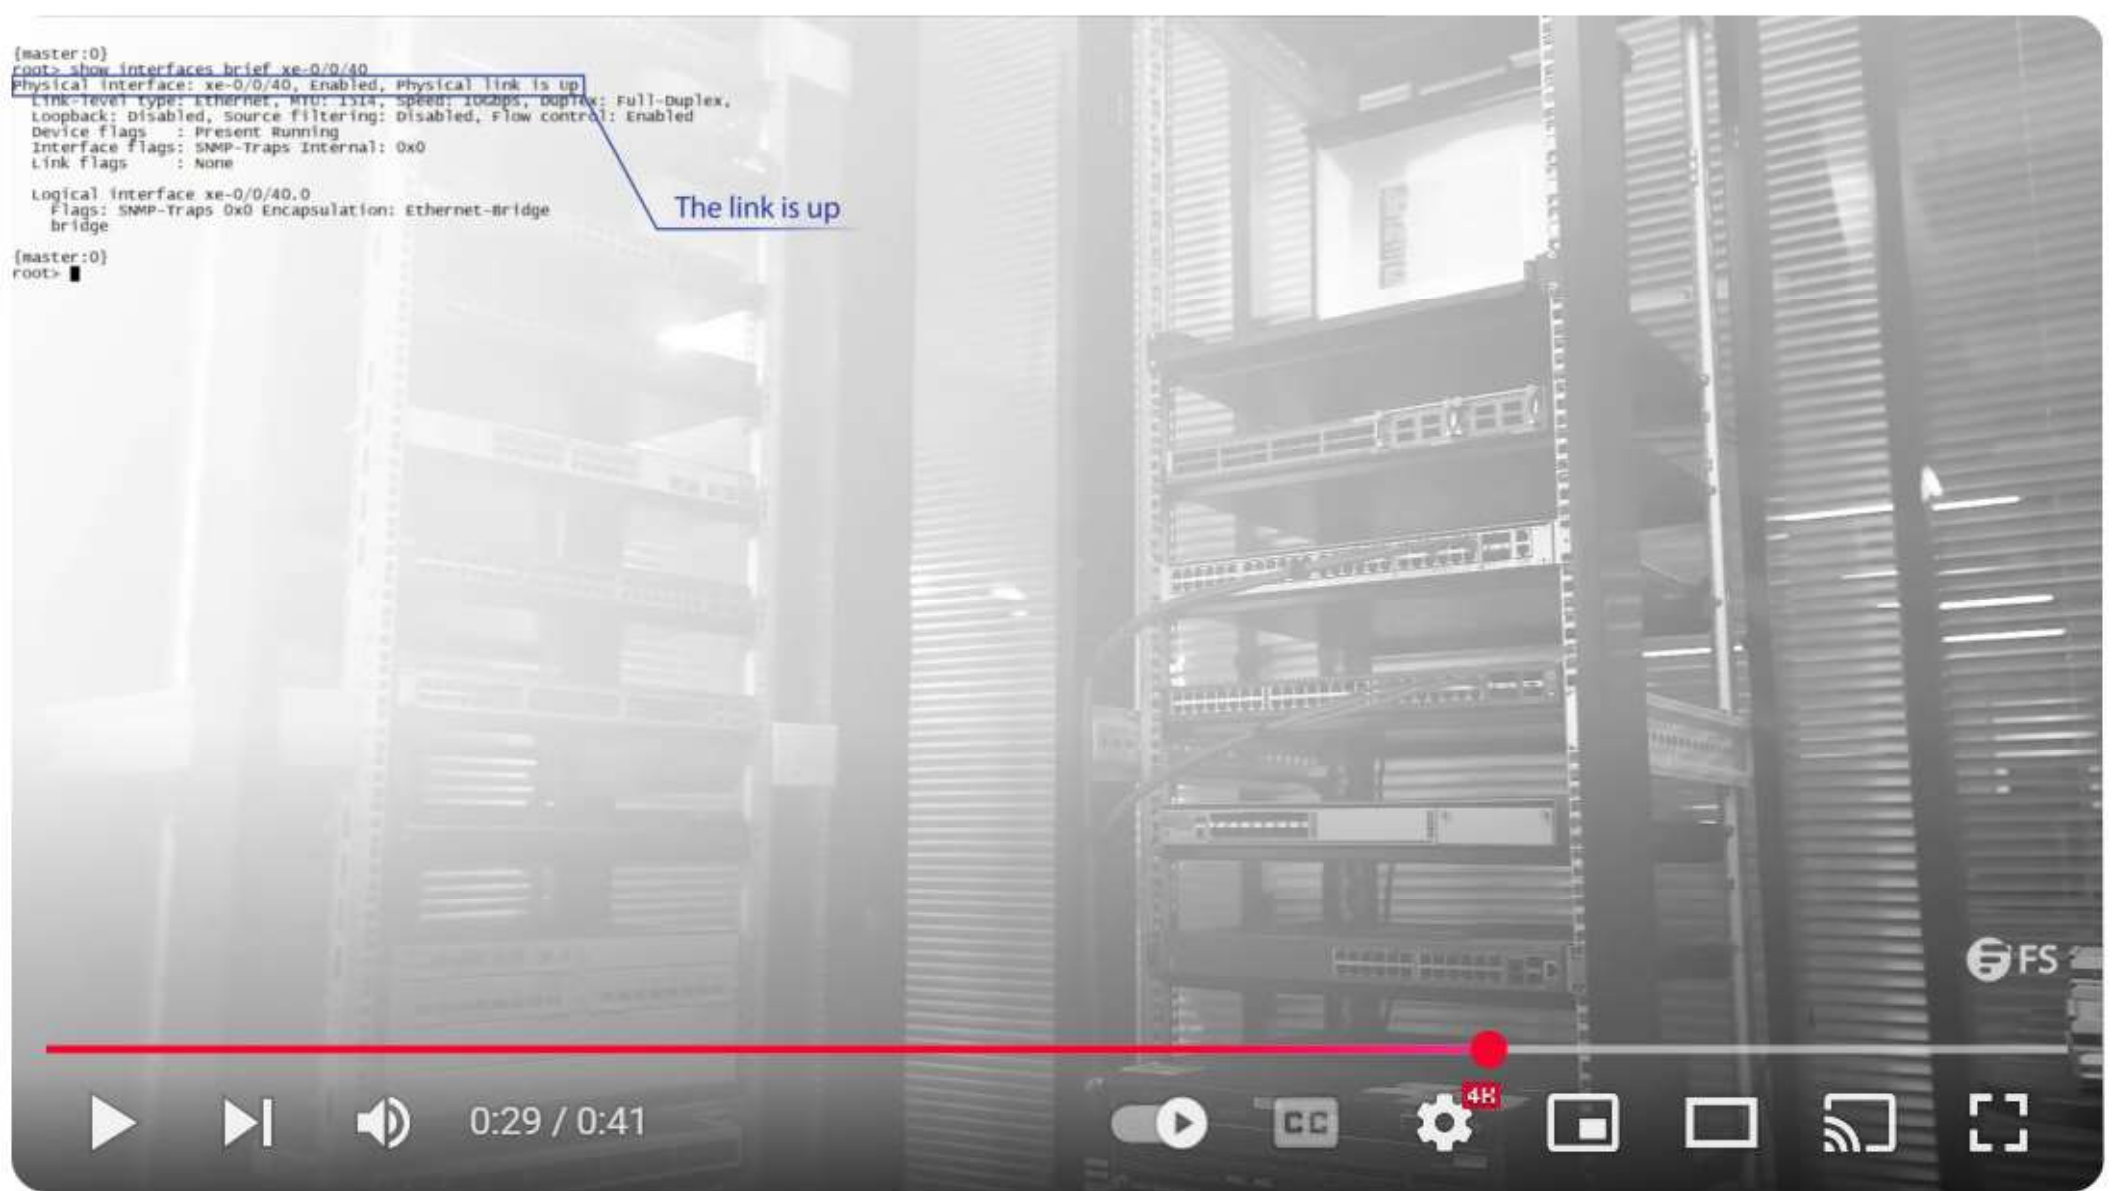 {master:0}
root> show interfaces brief xe-0/0/40
Physical interface: xe-0/0/40, Enabled, Physical link is Up
Link-level type: Ethernet, MTU: 1514, Speed: 10Gbps, Duplex: Full-Duplex,
Loopback: Disabled, Source filtering: Disabled, Flow control: Enabled
Device flags   : Present Running
Interface flags: SNMP-Traps Internal: 0x0
Link flags     : None
Logical interface xe-0/0/40.0
Flags: SNMP-Traps 0x0 Encapsulation: Ethernet-Bridge
bridge
{master:0}
root>
The link is up
FS
0:29 / 0:41
CC
4K